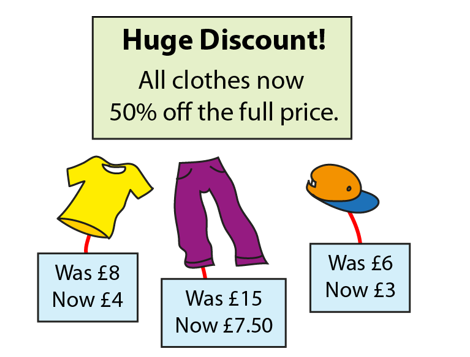 Huge Discount!
All clothes now
50% off the full price.
Was £8
Now £4
Was £15
Now £7.50
Was £6
Now £3